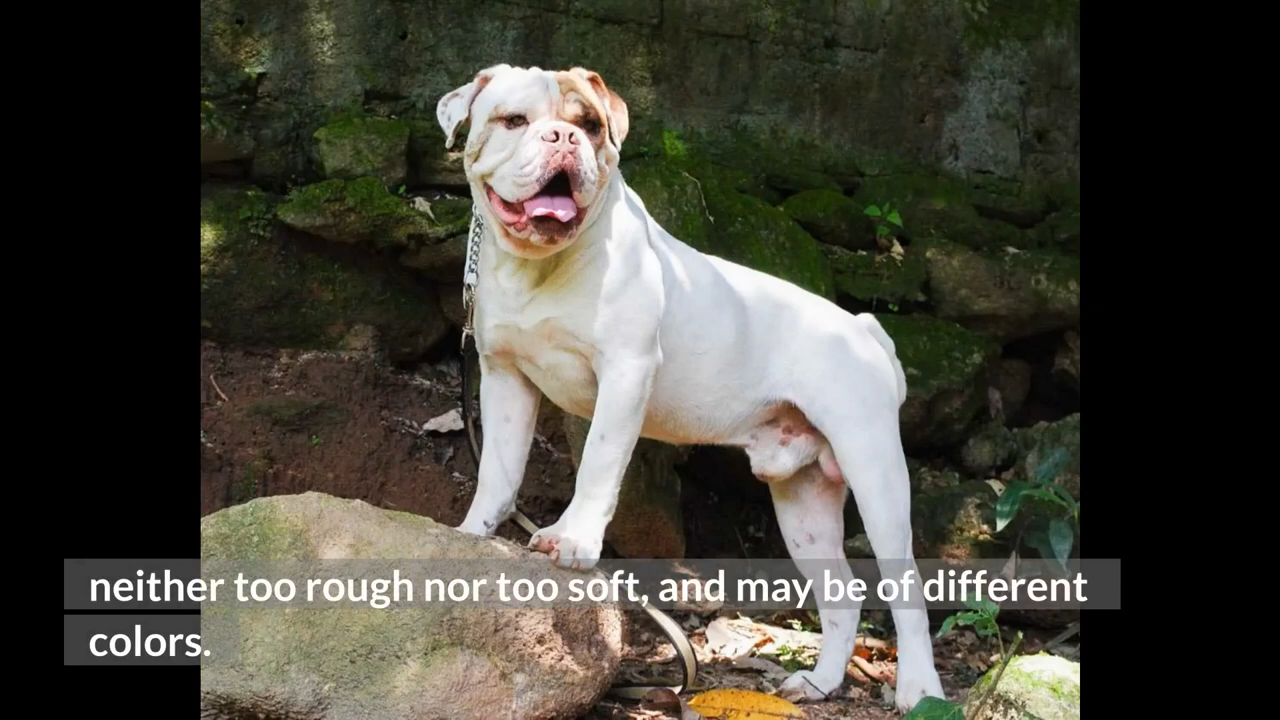 neither too rough nor too soft, and may be of different
colors.